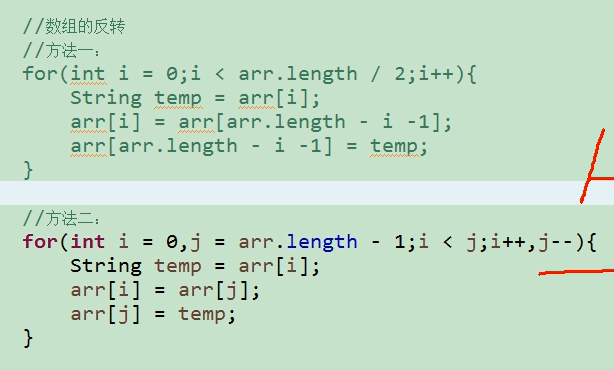 //数组的反转
//方法一：
for(int i = 0;i < arr.length / 2;i++){
    String temp = arr[i];
    arr[i] = arr[arr.length - i -1];
    arr[arr.length - i -1] = temp;
}
//方法二：
for(int i = 0,j = arr.length - 1;i < j;i++,j--){
    String temp = arr[i];
    arr[i] = arr[j];
    arr[j] = temp;
}